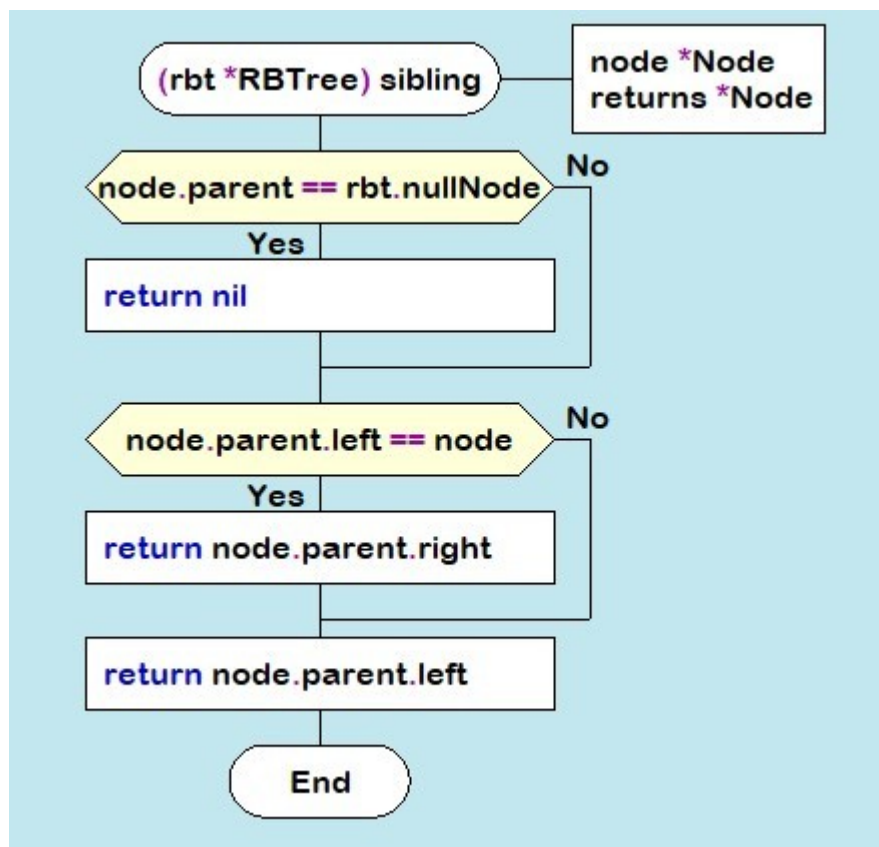 (rbt *RBTree) sibling
node *Node
returns *Node
node.parent == rbt.nullNode
No
Yes
return nil
node.parent.left == node
No
Yes
return node.parent.right
return node.parent.left
End